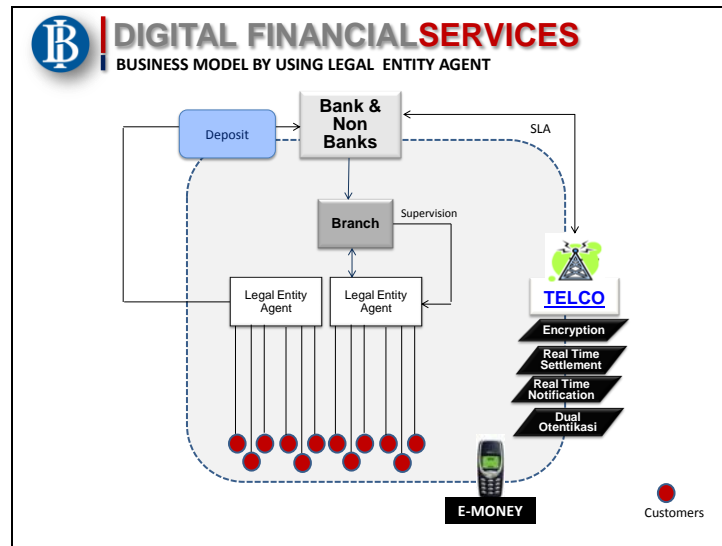 DIGITAL FINANCIALSERVICES
BUSINESS MODEL BY USING LEGAL ENTITY AGENT
Bank &
Non
Banks
Deposit
SLA
Branch
Supervision
Legal Entity
Agent
Legal Entity
Agent
TELCO
Encryption
Real Time
Settlement
Real Time
Notification
Dual
Otentikasi
E-MONEY
Customers